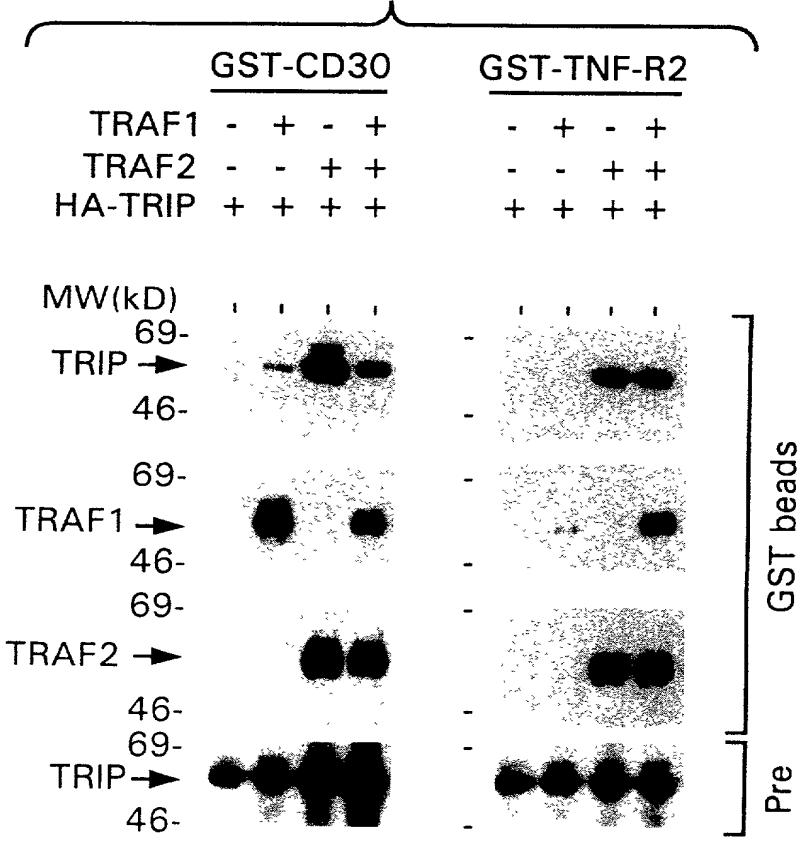 GST-CD30 GST-TNF-R2
TRAF1 - + - + - + - +
TRAF2 - - + + - - + +
HA-TRIP + + + + + + + +
MW(kD)
69-
TRIP
46-
69-
TRAF1
46-
69-
TRAF2
46-
69-
TRIP
46-
GST beads
Pre